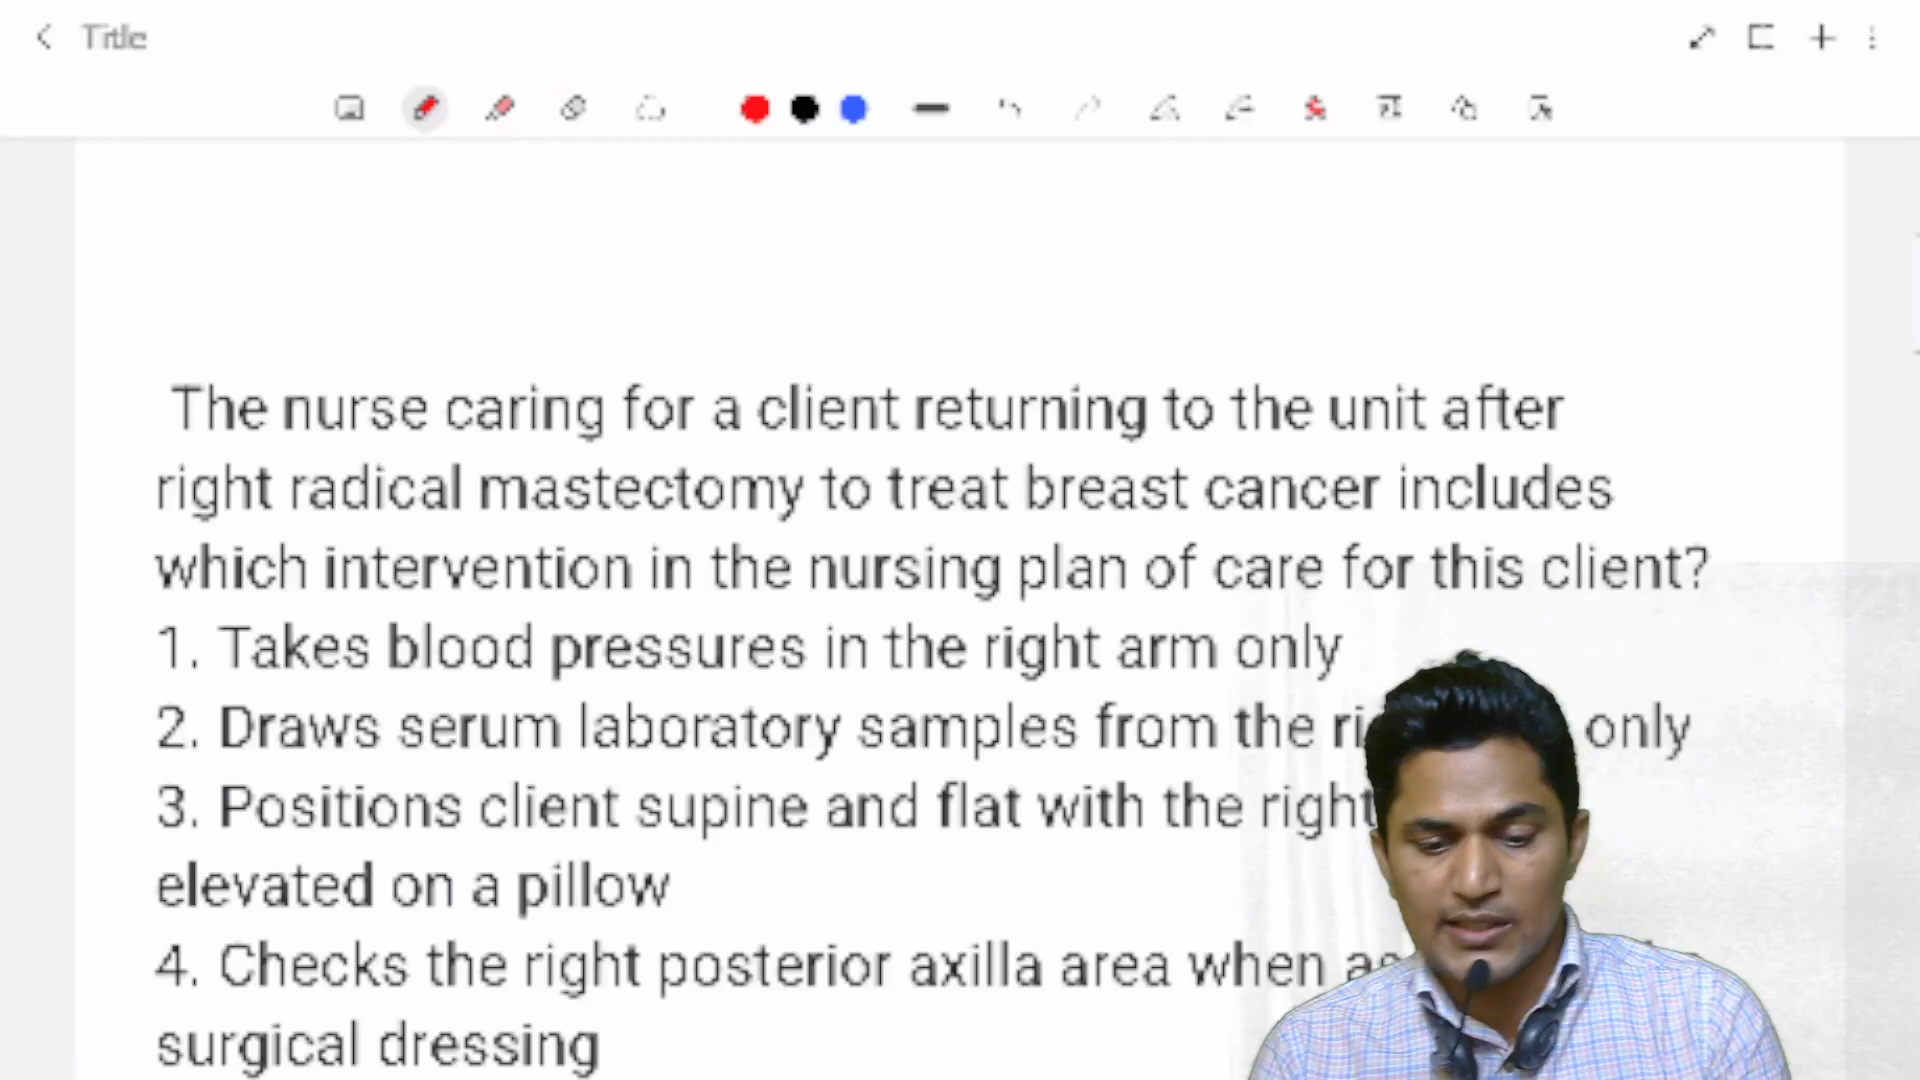 Title
The nurse caring for a client returning to the unit after
right radical mastectomy to treat breast cancer includes
which intervention in the nursing plan of care for this client?
1. Takes blood pressures in the right arm only
2. Draws serum laboratory samples from the only
3. Positions client supine and flat with the right
elevated on a pillow
4. Checks the right posterior axilla area when
surgical dressing